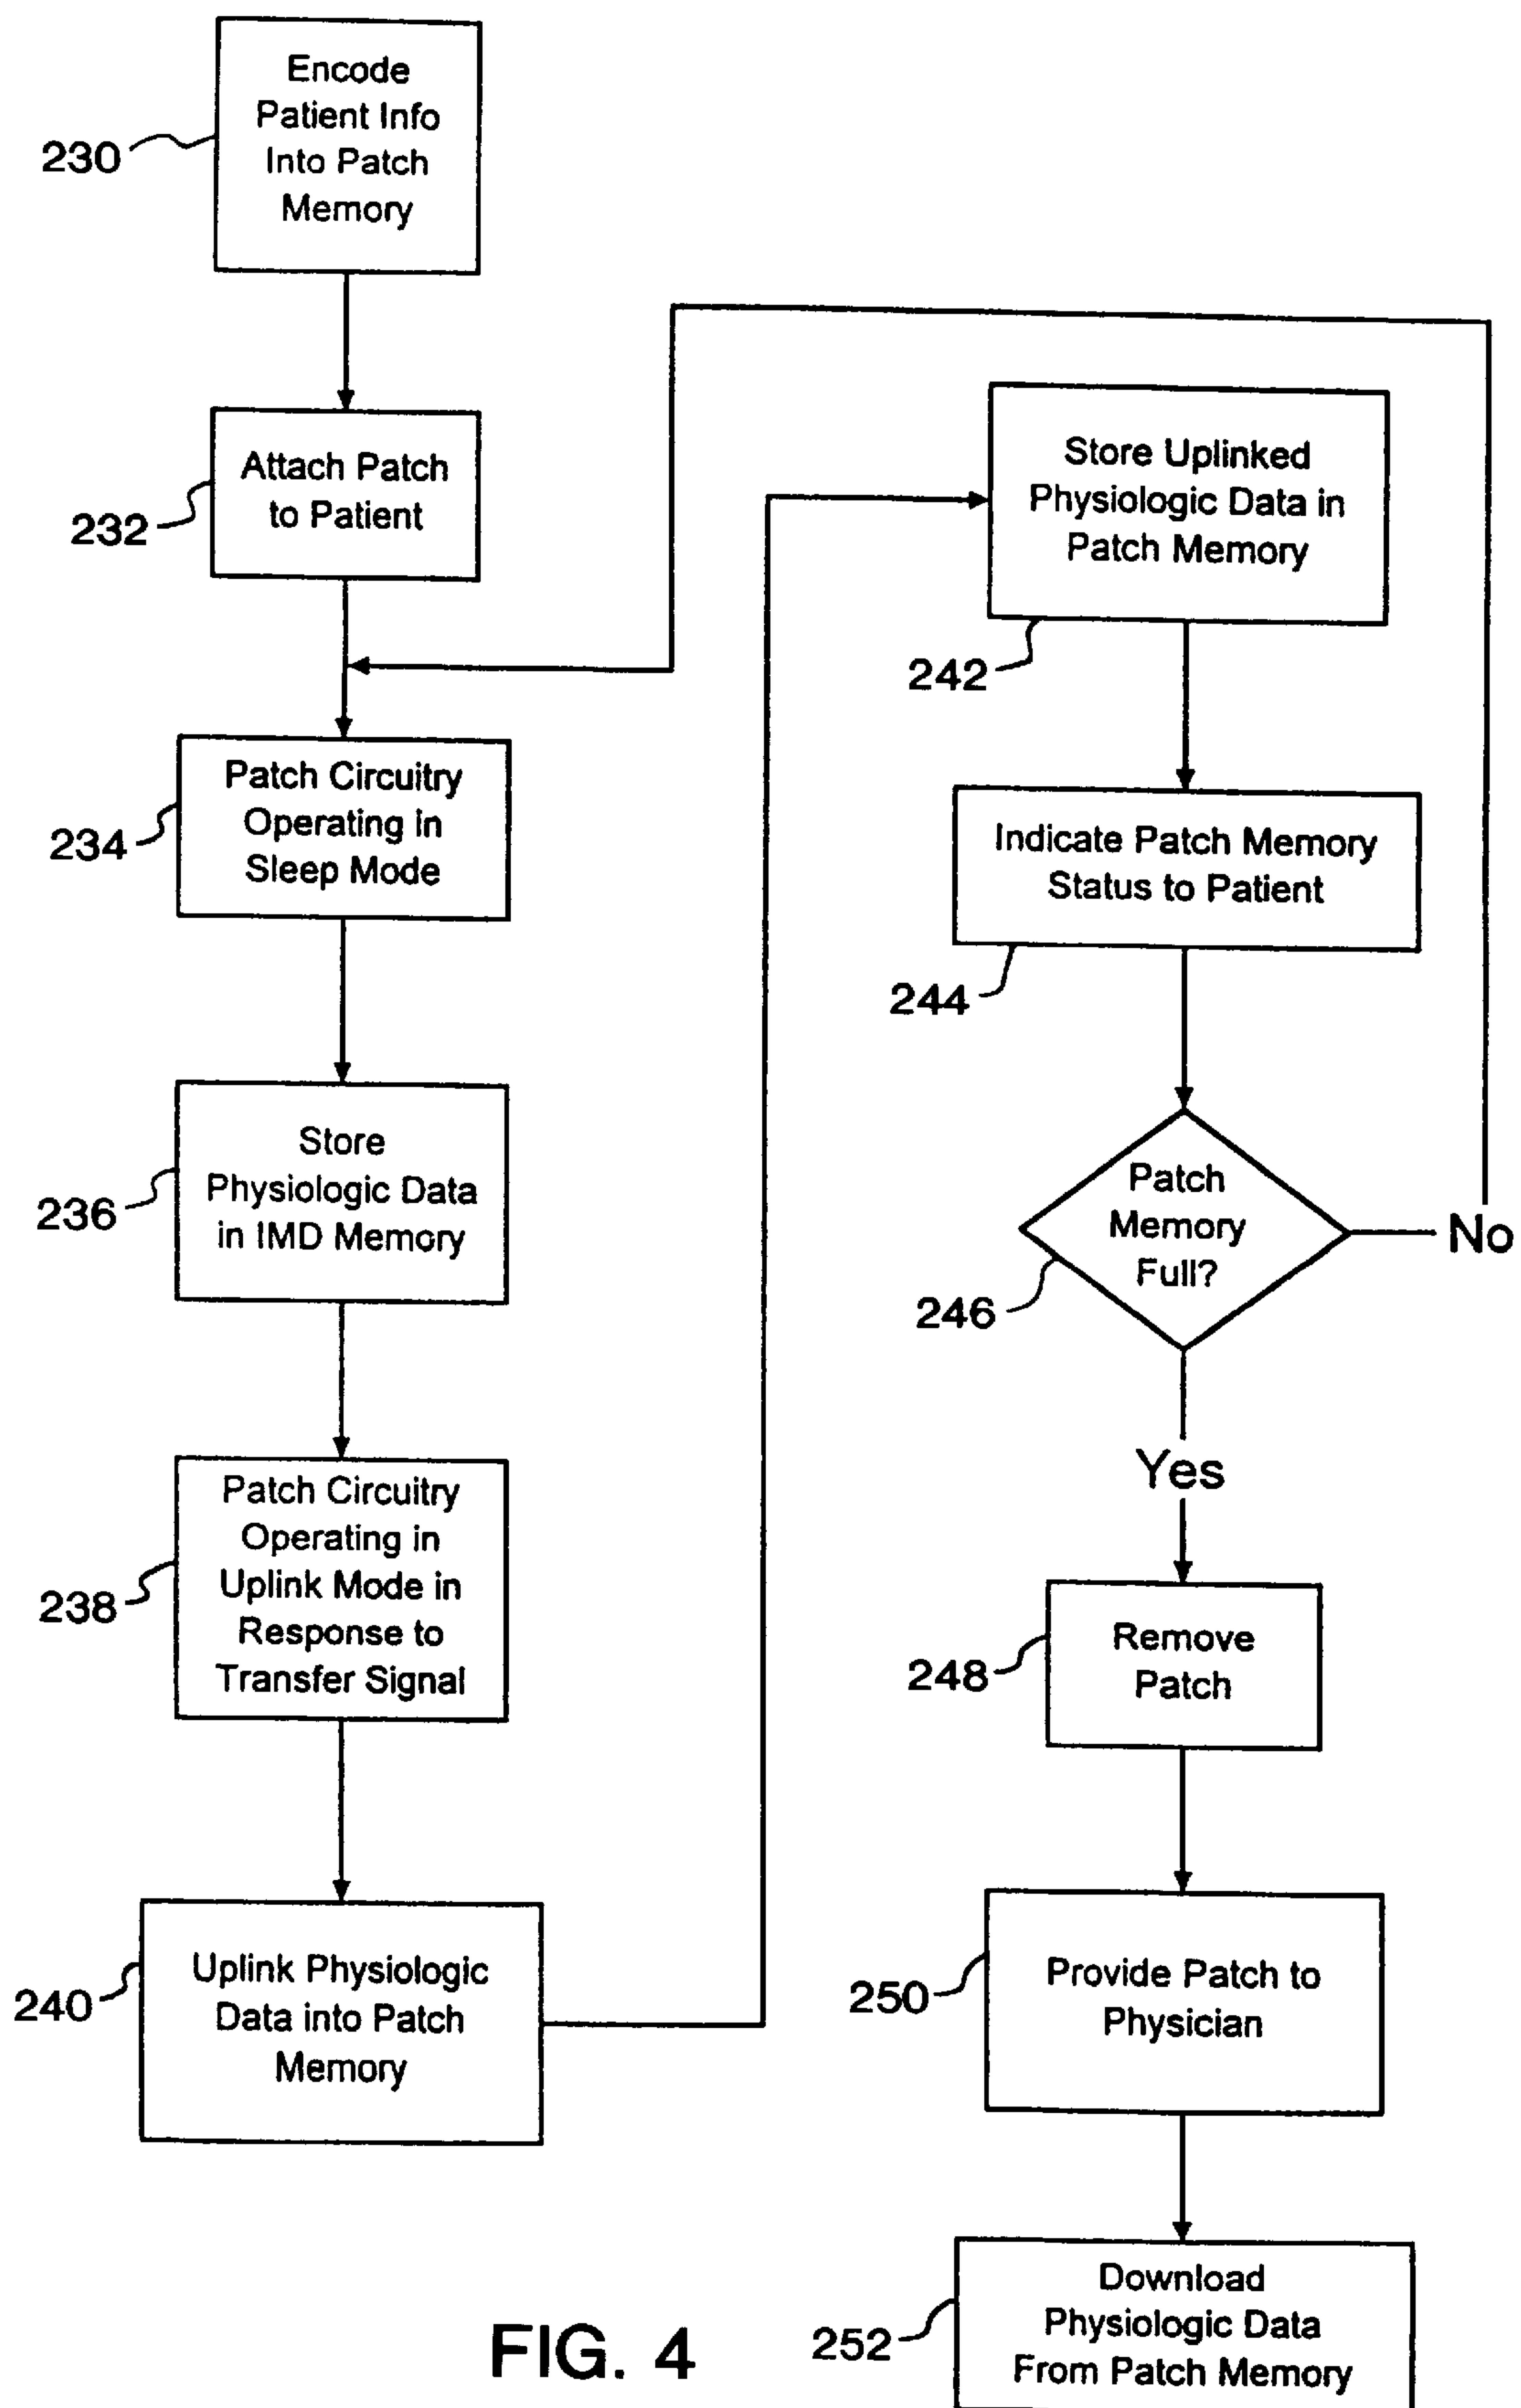 Encode
Patient Info
Into Patch
Memory
230
Attach Patch
to Patient
232
Patch Circuitry
Operating in
Sleep Mode
234
Store
Physiologic Data
in IMD Memory
236
Patch Circuitry
Operating in
Uplink Mode in
Response to
Transfer Signal
238
Uplink Physiologic
Data into Patch
Memory
240
Store Uplinked
Physiologic Data in
Patch Memory
242
Indicate Patch Memory
Status to Patient
244
Patch
Memory
Full?
246
No
Yes
Remove
Patch
248
Provide Patch to
Physician
250
Download
Physiologic Data
From Patch Memory
252
FIG. 4